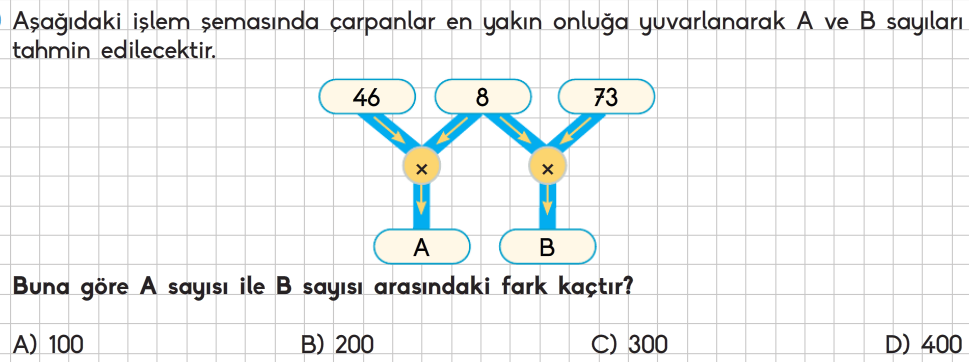 Aşağıdaki işlem şemasında çarpanlar en yakın onluğa yuvarlanarak A ve B sayıları
tahmin edilecektir.
46 8 73
× ×
A B
Buna göre A sayısı ile B sayısı arasındaki fark kaçtır?
A) 100 B) 200 C) 300 D) 400